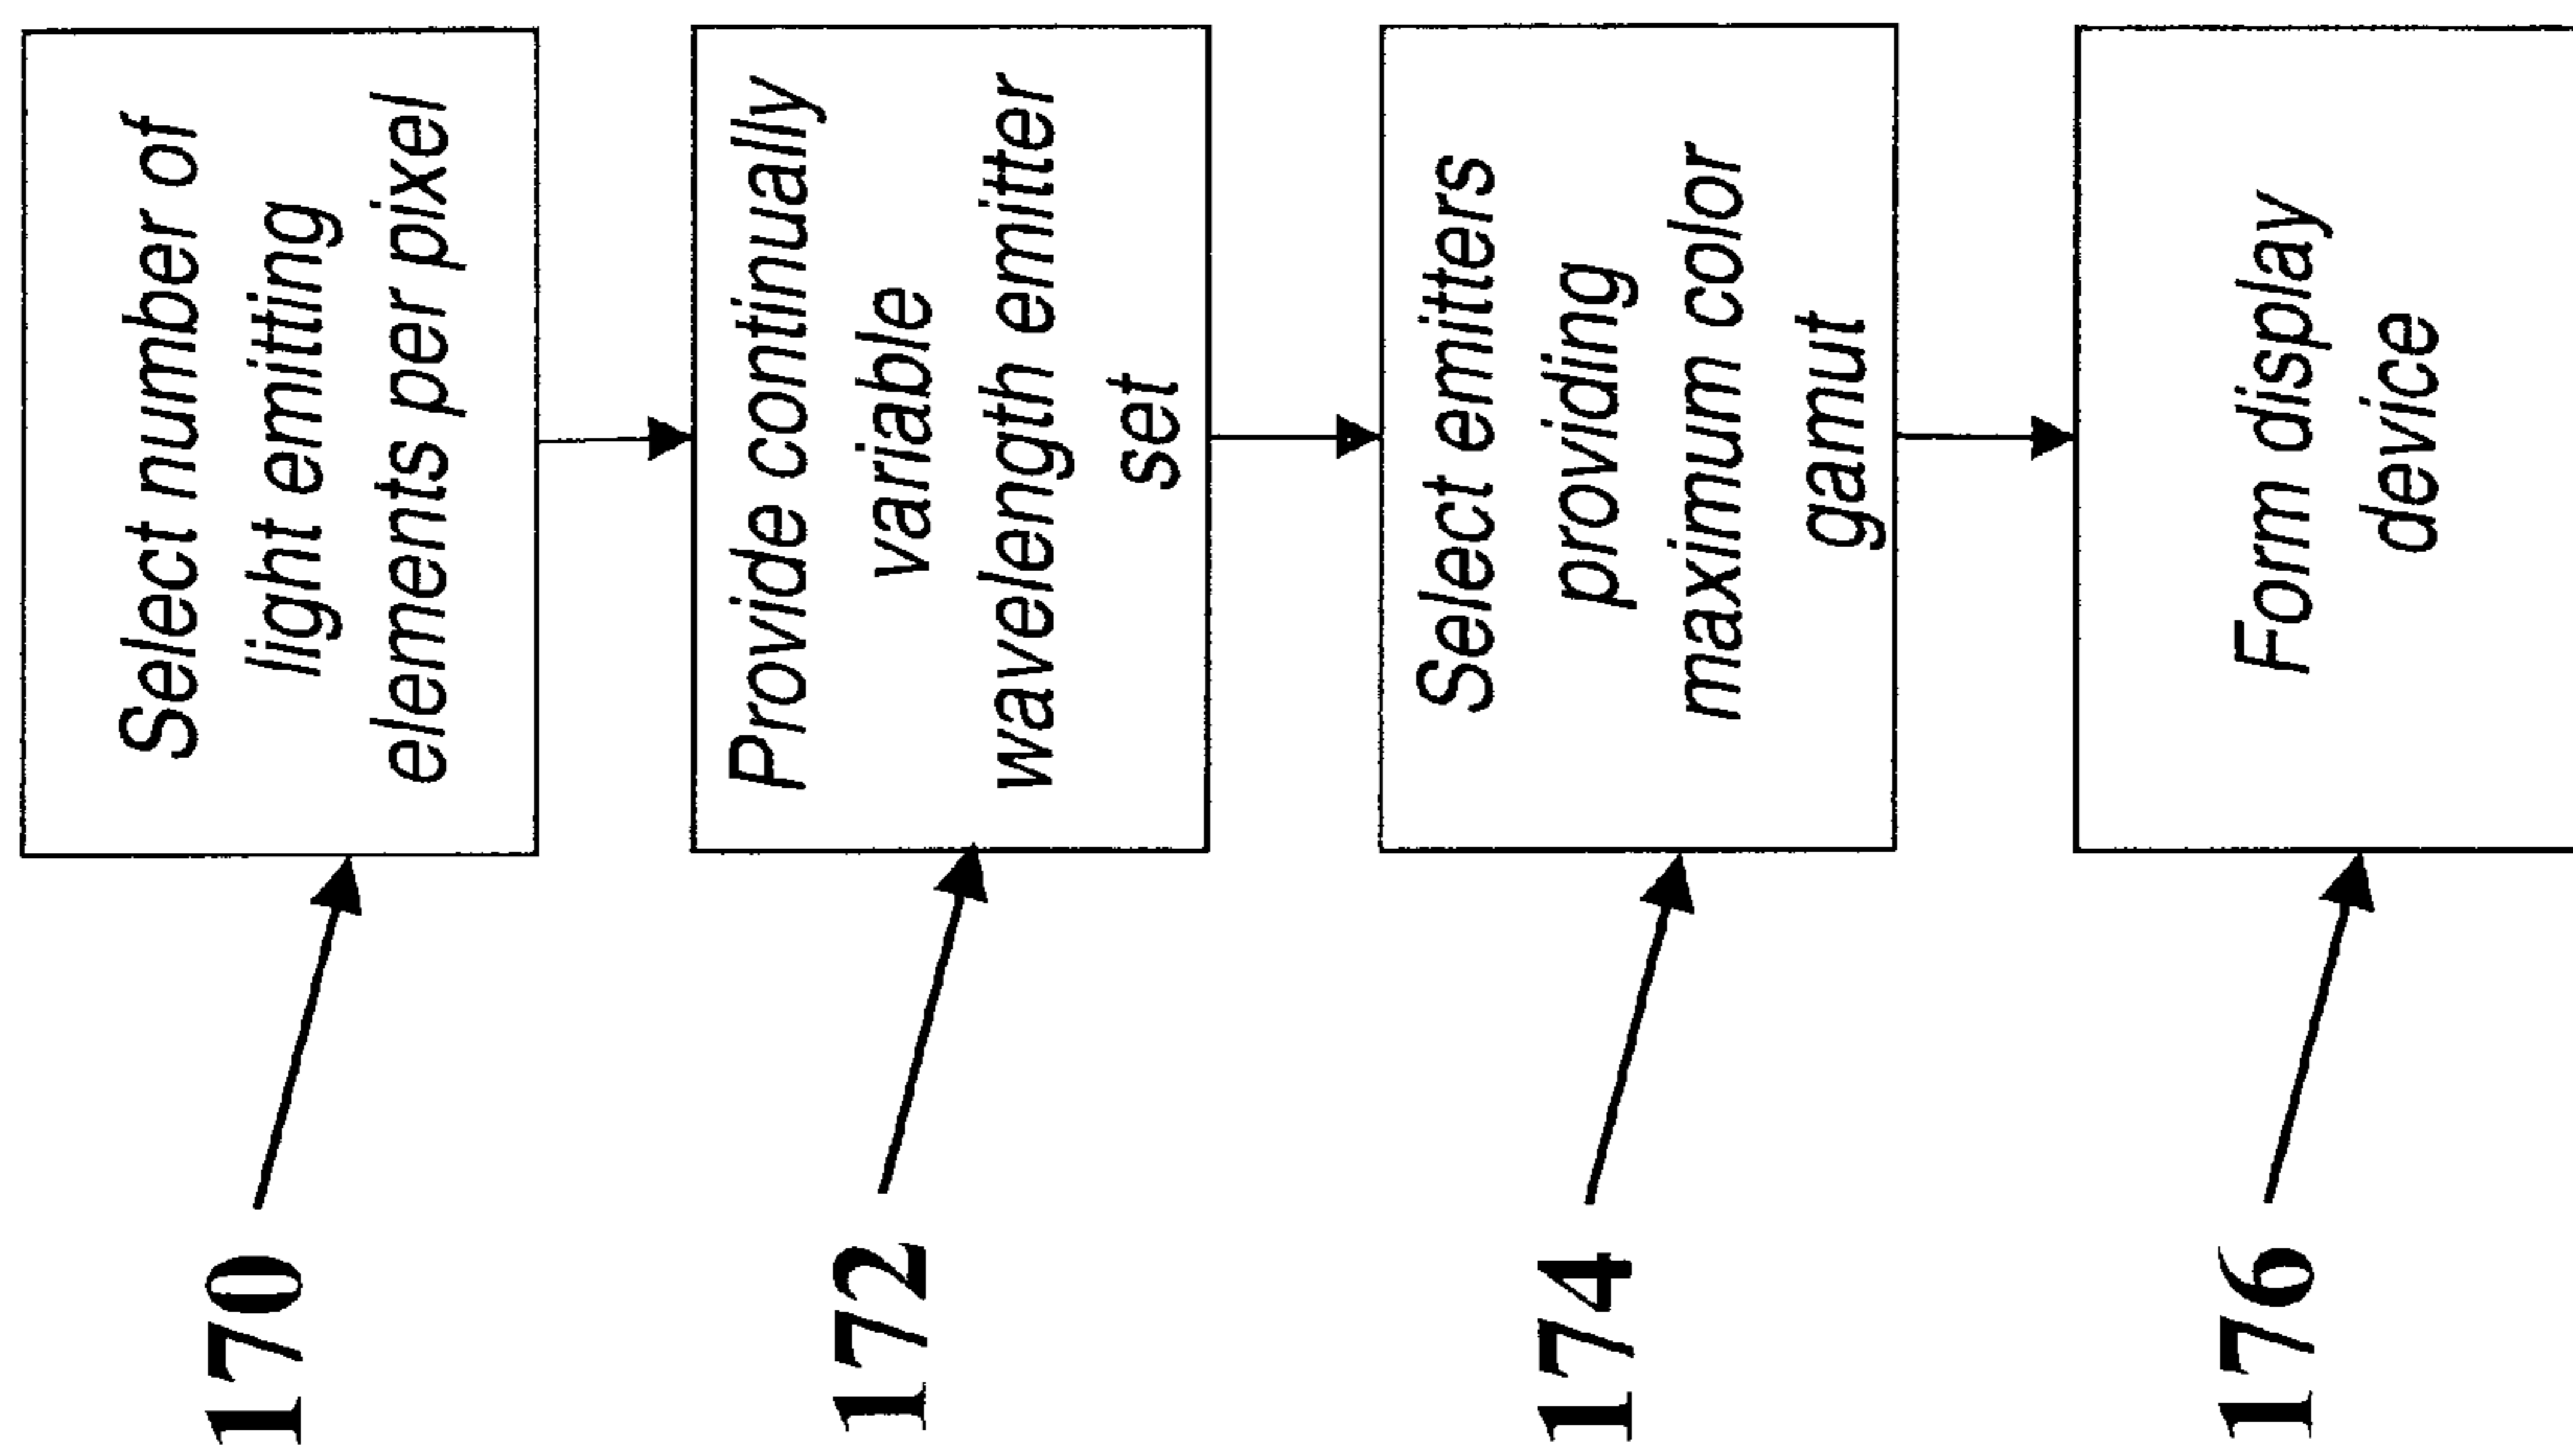 170
Select number of
light emitting
elements per pixel
172
Provide continually
variable
wavelength emitter
set
174
Select emitters
providing
maximum color
gamut
176
Form display
device